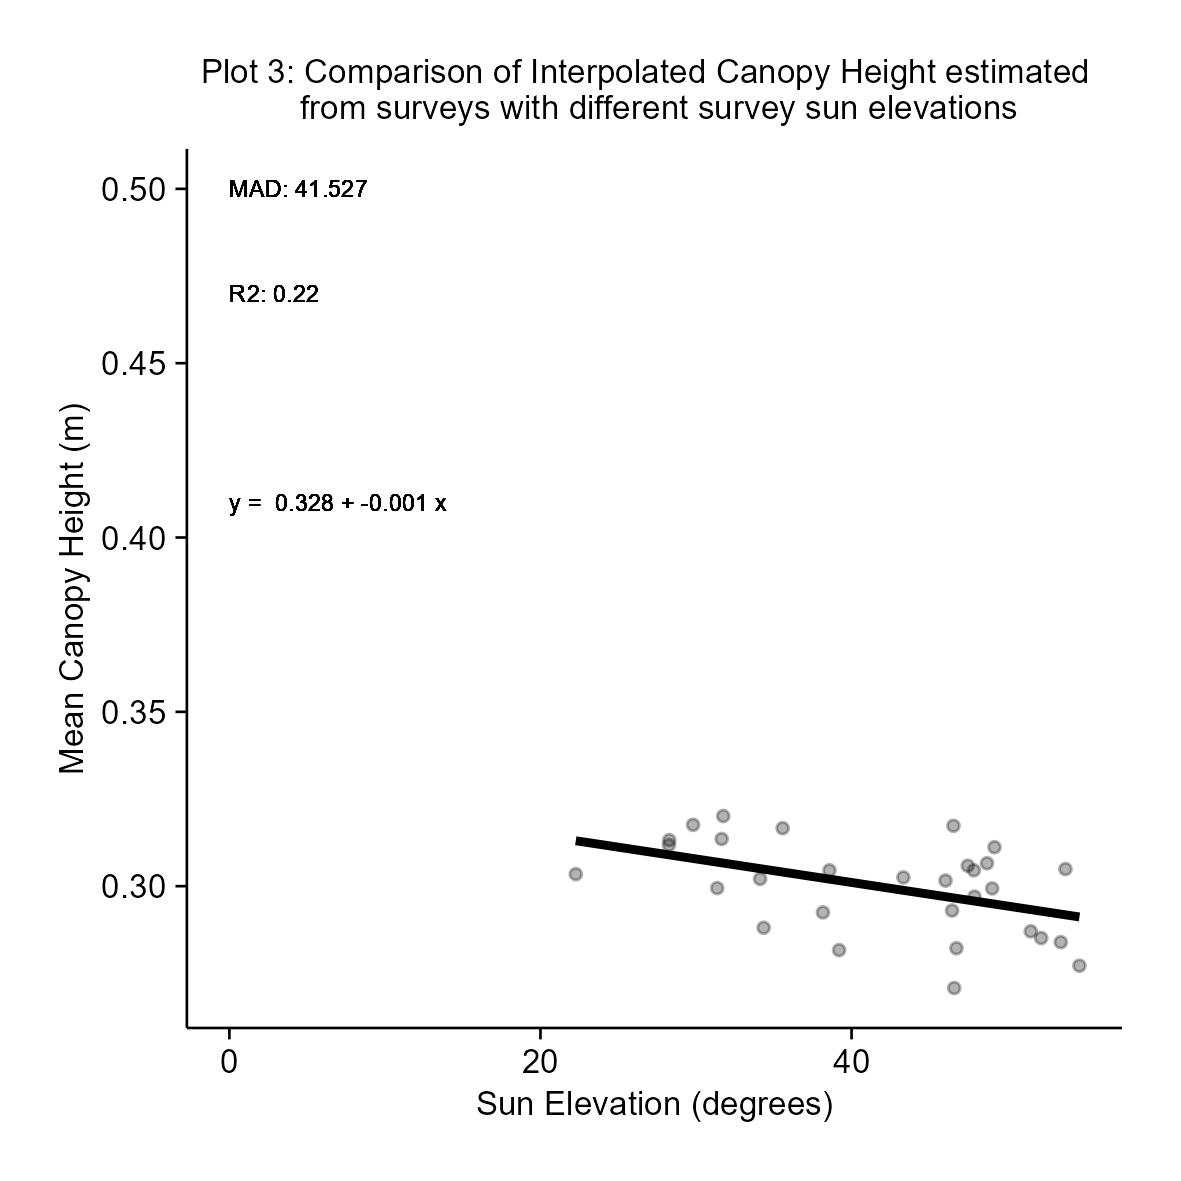 Plot 3: Comparison of Interpolated Canopy Height estimated
from surveys with different survey sun elevations
0.50
MAD: 41.527
R2: 0.22
0.45
y =  0.328 + -0.001 x
0.40
Mean Canopy Height (m)
0.35
0.30
0
20
40
Sun Elevation (degrees)